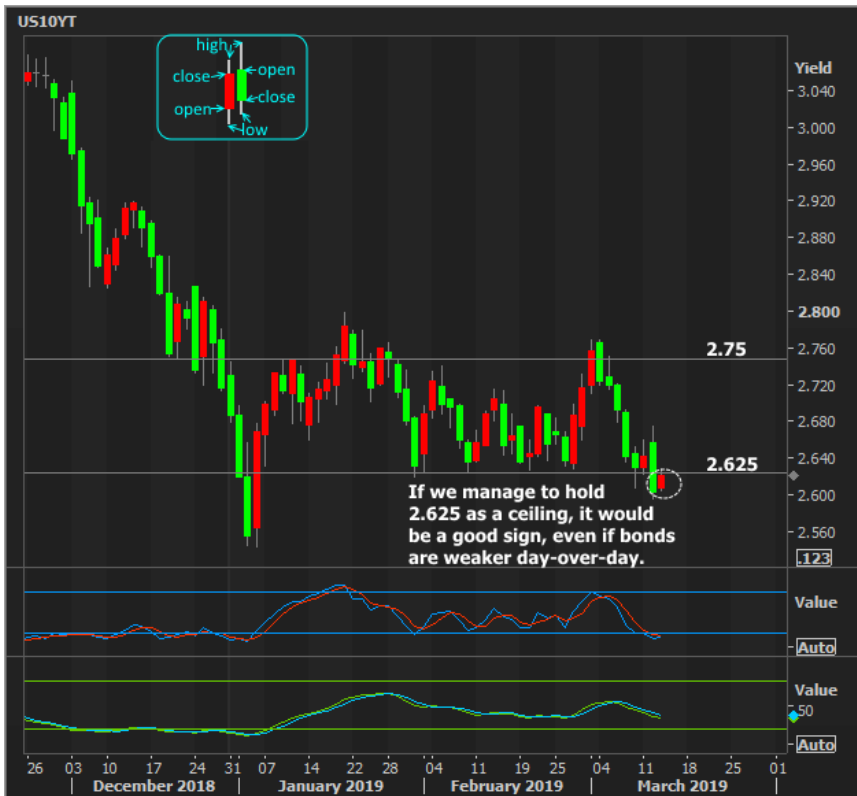 US10YT
high
close
open
open
close
low
Yield
3.040
3.000
2.960
2.920
2.880
2.840
2.800
2.760
2.720
2.680
2.640
2.600
2.560
.123
2.75
2.625
If we manage to hold
2.625 as a ceiling, it would
be a good sign, even if bonds
are weaker day-over-day.
Value
Auto
Value
50
Auto
26 03 10 17 24 31 07 14 22 28 04 11 19 25 04 11 18 25 01
December 2018 January 2019 February 2019 March 2019